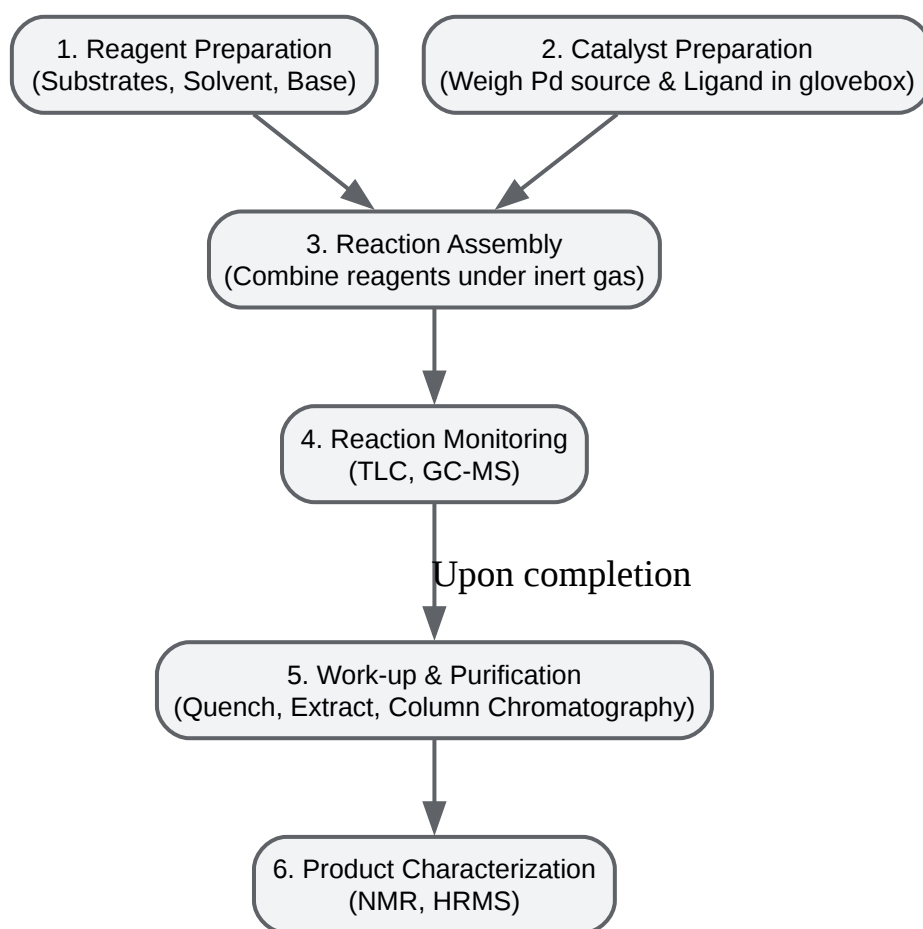 1. Reagent Preparation
(Substrates, Solvent, Base)
2. Catalyst Preparation
(Weigh Pd source & Ligand in glovebox)
3. Reaction Assembly
(Combine reagents under inert gas)
4. Reaction Monitoring
(TLC, GC-MS)
Upon completion
5. Work-up & Purification
(Quench, Extract, Column Chromatography)
6. Product Characterization
(NMR, HRMS)